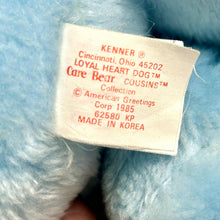 KENNER ®
Cincinnati, Ohio 45202
LOYAL HEART DOG™
Care Bear COUSINS™
Collection
© American Greetings
Corp 1985
62580 KP
MADE IN KOREA